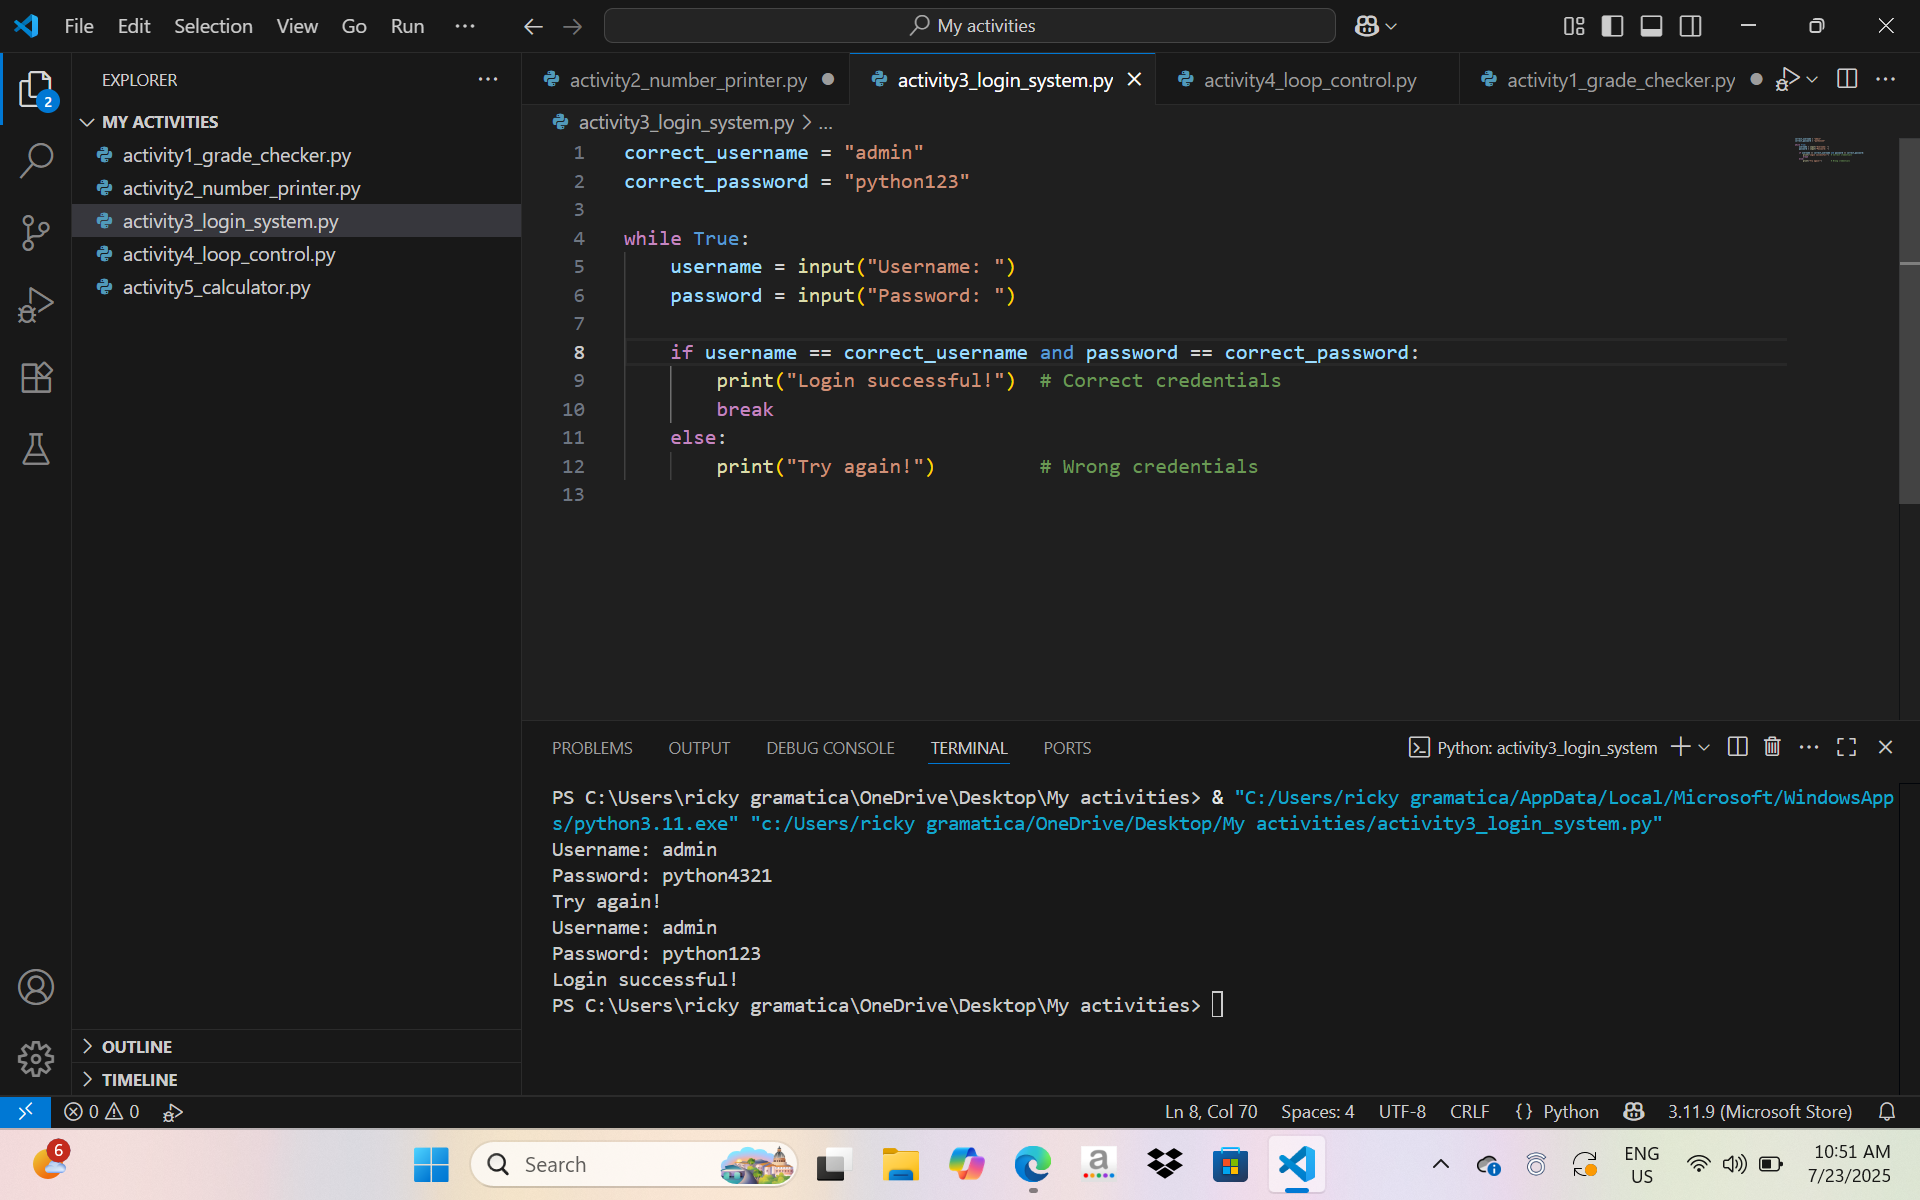 File Edit Selection View Go Run ...
My activities
EXPLORER
MY ACTIVITIES
activity1_grade_checker.py
activity2_number_printer.py
activity3_login_system.py
activity4_loop_control.py
activity5_calculator.py
OUTLINE
TIMELINE
2
activity2_number_printer.py activity3_login_system.py activity4_loop_control.py activity1_grade_checker.py
activity3_login_system.py > ...
1 correct_username = "admin"
2 correct_password = "python123"
3
4 while True:
5     username = input("Username: ")
6     password = input("Password: ")
7
8     if username == correct_username and password == correct_password:
9         print("Login successful!")  # Correct credentials
10         break
11     else:
12         print("Try again!")         # Wrong credentials
13
PROBLEMS OUTPUT DEBUG CONSOLE TERMINAL PORTS
Python: activity3_login_system
PS C:\Users\ricky gramatica\OneDrive\Desktop\My activities> & "C:/Users/ricky gramatica/AppData/Local/Microsoft/WindowsApp
s/python3.11.exe" "c:/Users/ricky gramatica/OneDrive/Desktop/My activities/activity3_login_system.py"
Username: admin
Password: python4321
Try again!
Username: admin
Password: python123
Login successful!
PS C:\Users\ricky gramatica\OneDrive\Desktop\My activities>
0 0
Ln 8, Col 70 Spaces: 4 UTF-8 CRLF {} Python 3.11.9 (Microsoft Store)
6
Search
a
ENG
US
10:51 AM
7/23/2025